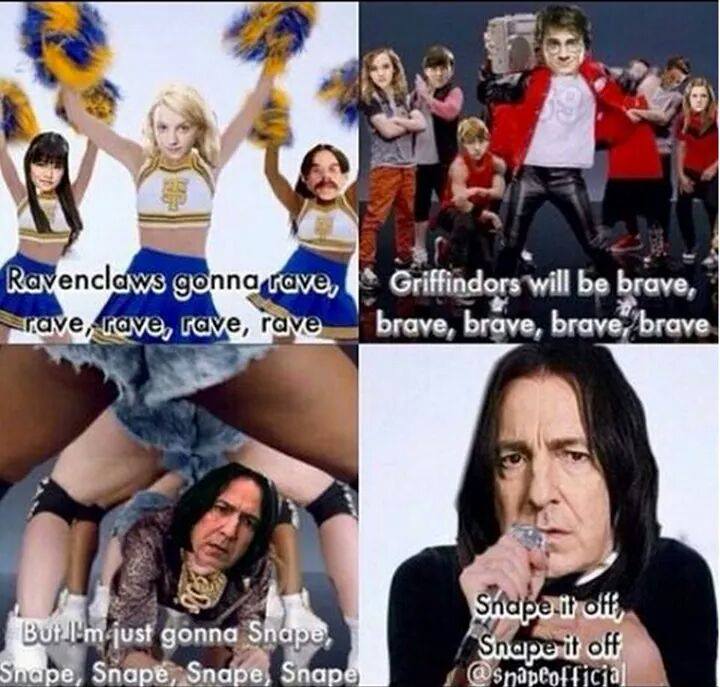 Ravenclaws gonna rave,
rave, rave, rave, rave
Griffindors will be brave,
brave, brave, brave, brave
But I'm just gonna Snape,
Snape, Snape, Snape, Snape
Snape it off,
Snape it off
@snapeofficial